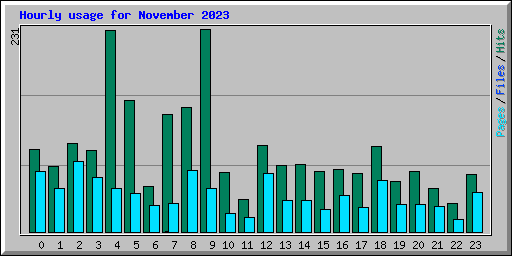 Hourly usage for November 2023
231
Pages / Files / Hits
0 1 2 3 4 5 6 7 8 9 10 11 12 13 14 15 16 17 18 19 20 21 22 23